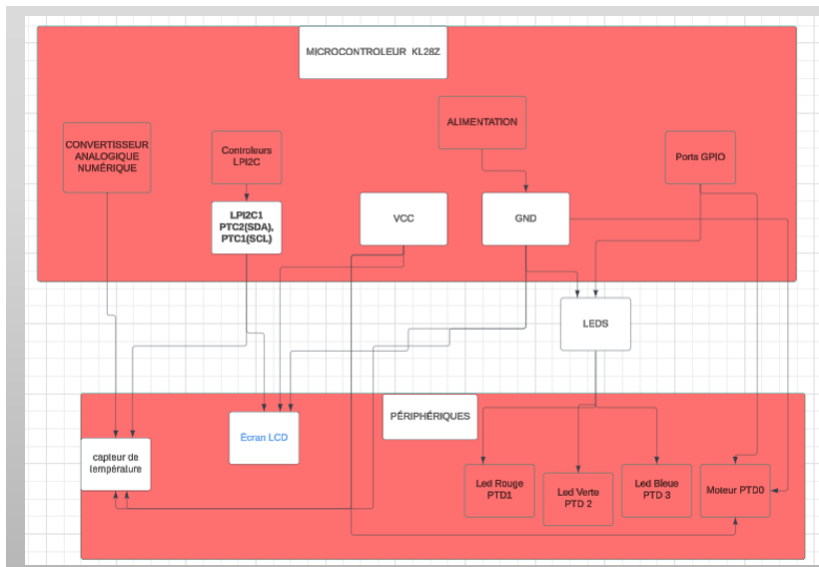 MICROCONTROLEUR KL28Z
CONVERTISSEUR
ANALOGIQUE
NUMÉRIQUE
Controleurs
LPI2C
ALIMENTATION
Ports GPIO
LPI2C1
PTC2(SDA),
PTC1(SCL)
VCC
GND
LEDS
PÉRIPHÉRIQUES
Écran LCD
capteur de
température
Led Rouge
PTD1
Led Verte
PTD 2
Led Bleue
PTD 3
Moteur PTD0